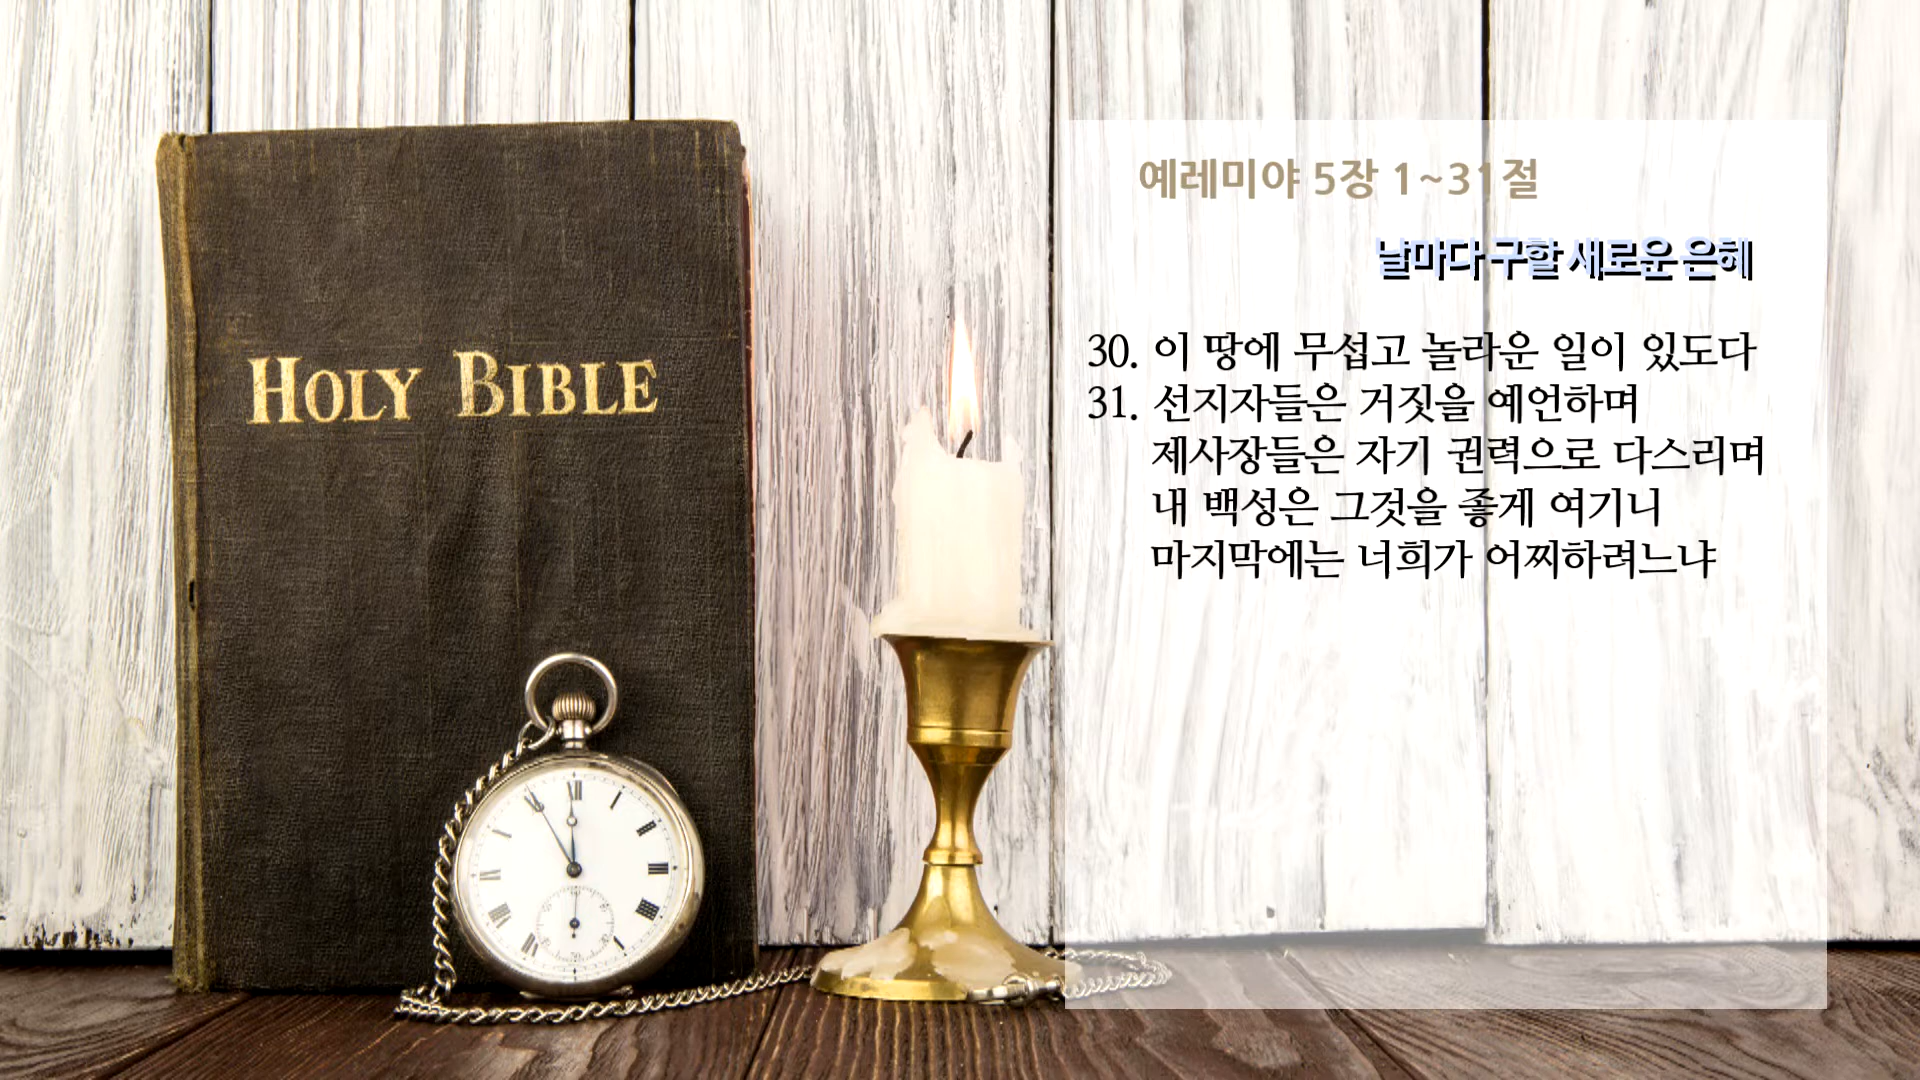 HOLY BIBLE
예레미야 5장 1~31절
날마다 구할 새로운 은혜
30. 이 땅에 무섭고 놀라운 일이 있도다
31. 선지자들은 거짓을 예언하며
제사장들은 자기 권력으로 다스리며
내 백성은 그것을 좋게 여기니
마지막에는 너희가 어찌하려느냐